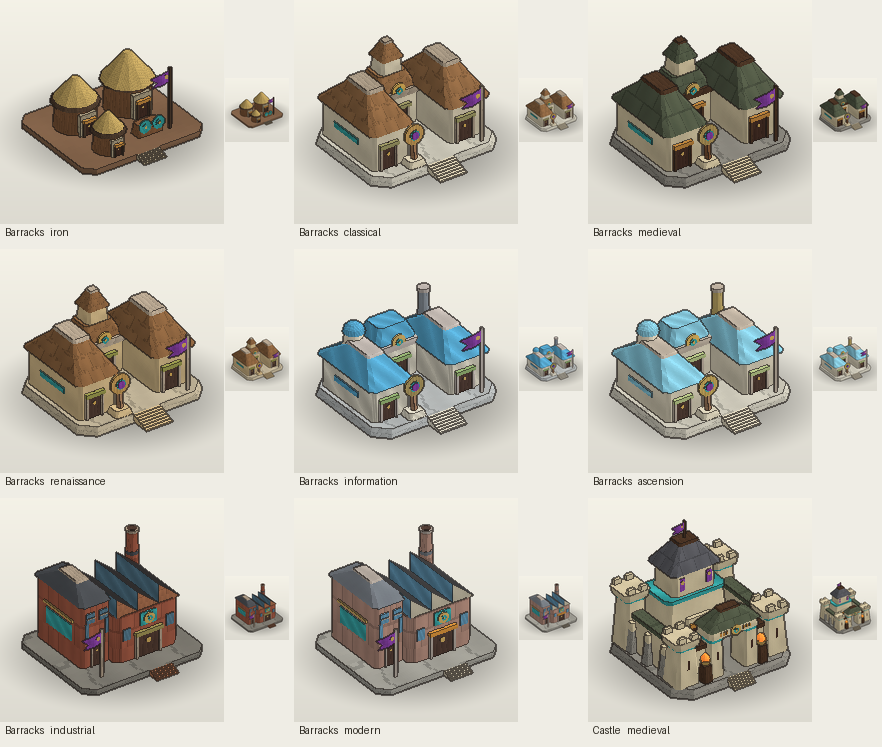 Barracks iron
Barracks classical
Barracks medieval
Barracks renaissance
Barracks information
Barracks ascension
Barracks industrial
Barracks modern
Castle medieval